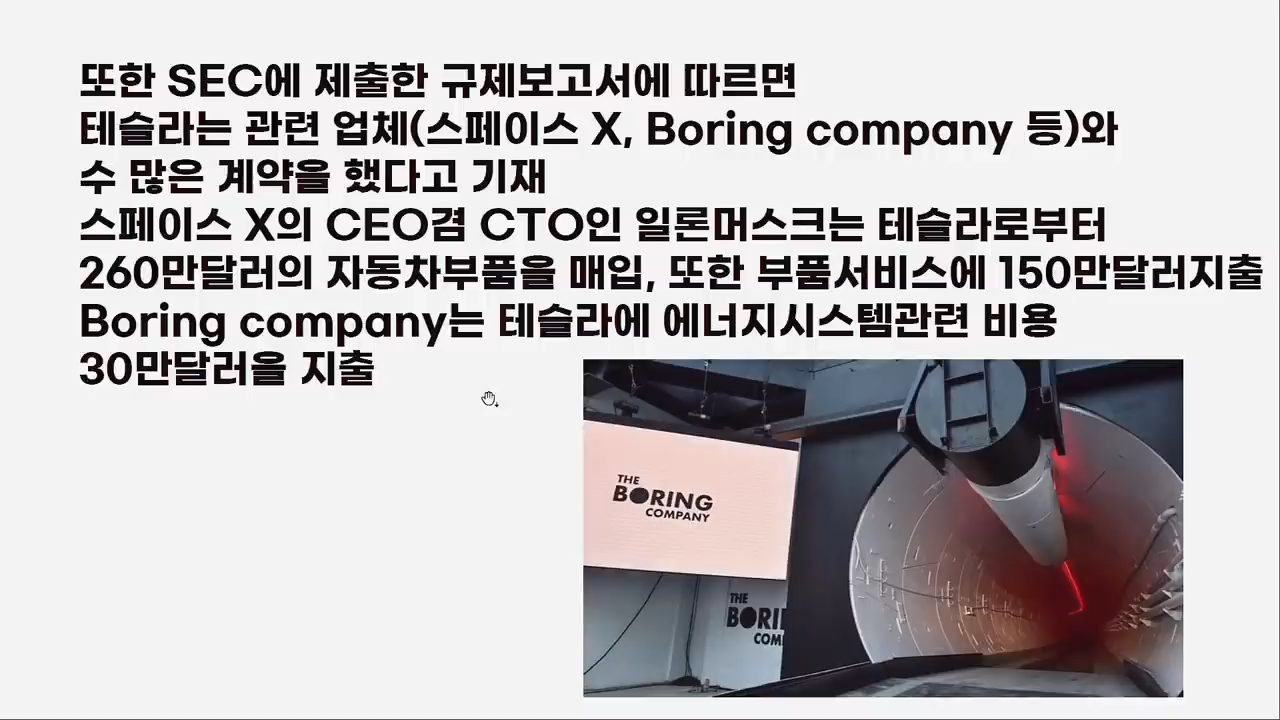 또한 SEC에 제출한 규제보고서에 따르면
테슬라는 관련 업체(스페이스 X, Boring company 등)와
수 많은 계약을 했다고 기재
스페이스 X의 CEO겸 CTO인 일론머스크는 테슬라로부터
260만달러의 자동차부품을 매입, 또한 부품서비스에 150만달러지출
Boring company는 테슬라에 에너지시스템관련 비용
30만달러을 지출
THE
BORING
COMPANY
THE
BORI
COM